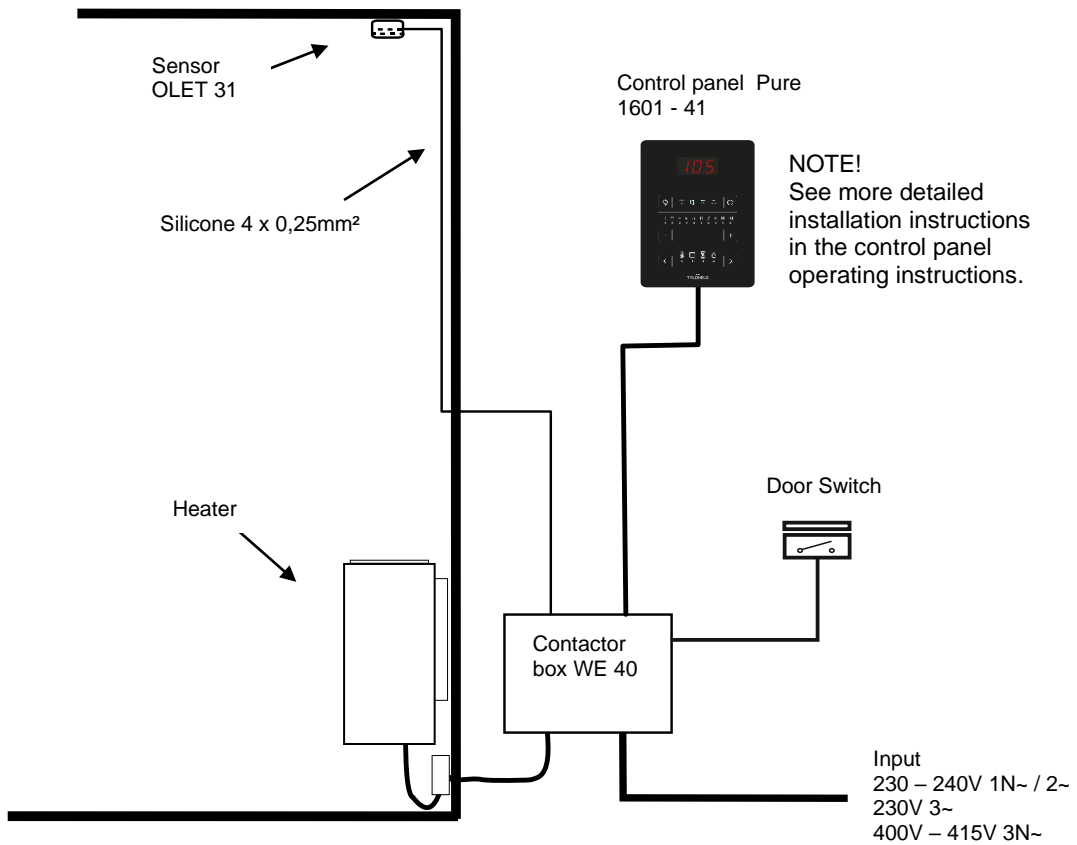 Sensor
OLET 31
Silicone 4 x 0,25mm²
Heater
Control panel  Pure
1601 - 41
105
TYLÖHELO
NOTE!
See more detailed
installation instructions
in the control panel
operating instructions.
Door Switch
Contactor
box WE 40
Input
230 – 240V 1N~ / 2~
230V 3~
400V – 415V 3N~